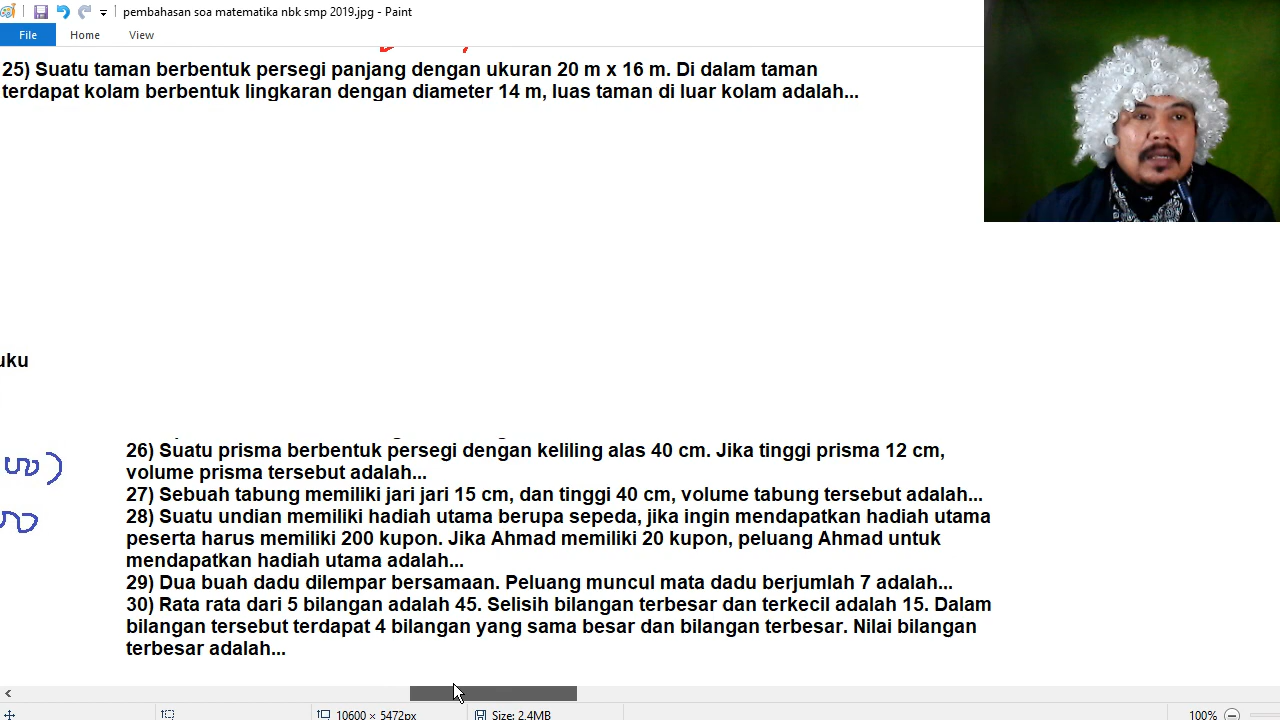 pembahasan soa matematika nbk smp 2019.jpg - Paint
File Home View
25) Suatu taman berbentuk persegi panjang dengan ukuran 20 m x 16 m. Di dalam taman
terdapat kolam berbentuk lingkaran dengan diameter 14 m, luas taman di luar kolam adalah...
uku
26) Suatu prisma berbentuk persegi dengan keliling alas 40 cm. Jika tinggi prisma 12 cm,
volume prisma tersebut adalah...
27) Sebuah tabung memiliki jari jari 15 cm, dan tinggi 40 cm, volume tabung tersebut adalah...
28) Suatu undian memiliki hadiah utama berupa sepeda, jika ingin mendapatkan hadiah utama
peserta harus memiliki 200 kupon. Jika Ahmad memiliki 20 kupon, peluang Ahmad untuk
mendapatkan hadiah utama adalah...
29) Dua buah dadu dilempar bersamaan. Peluang muncul mata dadu berjumlah 7 adalah...
30) Rata rata dari 5 bilangan adalah 45. Selisih bilangan terbesar dan terkecil adalah 15. Dalam
bilangan tersebut terdapat 4 bilangan yang sama besar dan bilangan terbesar. Nilai bilangan
terbesar adalah...
10600 × 5472px Size: 2.4MB 100%